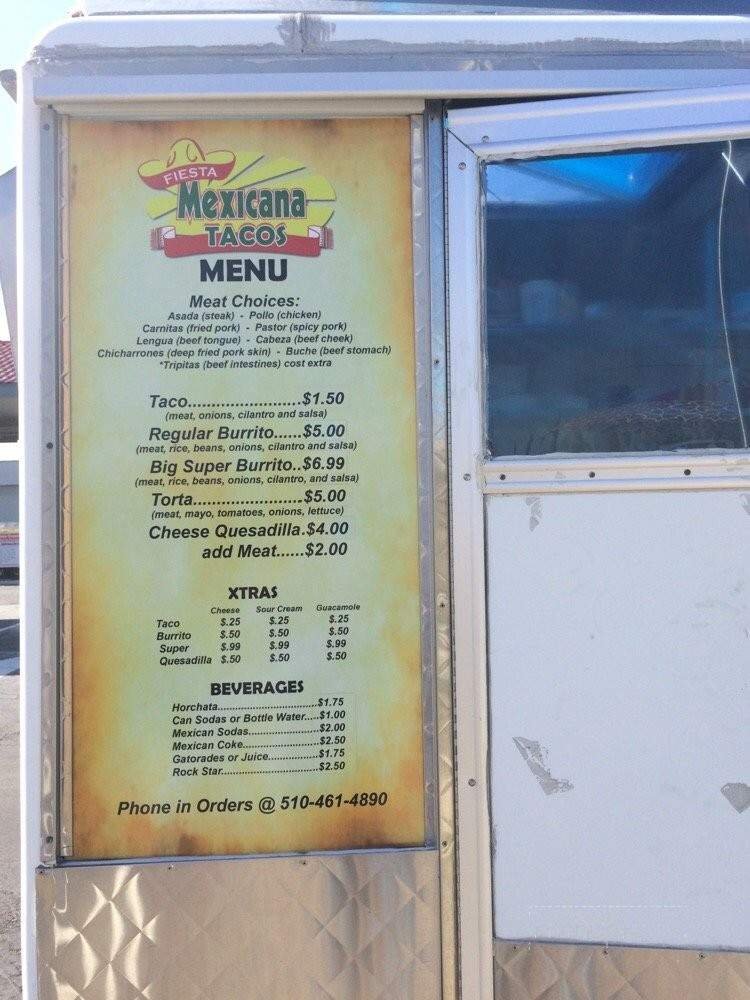 FIESTA
Mexicana
TACOS
MENU
Meat Choices:
Asada (steak) - Pollo (chicken)
Carnitas (fried pork) - Pastor (spicy pork)
Lengua (beef tongue) - Cabeza (beef cheek)
Chicharrones (deep fried pork skin) - Buche (beef stomach)
*Tripitas (beef intestines) cost extra
Taco........................$1.50
(meat, onions, cilantro and salsa)
Regular Burrito......$5.00
(meat, rice, beans, onions, cilantro and salsa)
Big Super Burrito..$6.99
(meat, rice, beans, onions, cilantro, and salsa)
Torta.......................$5.00
(meat, mayo, tomatoes, onions, lettuce)
Cheese Quesadilla.$4.00
add Meat......$2.00
XTRAS
Cheese Sour Cream Guacamole
Taco $.25 $.25 $.25
Burrito $.50 $.50 $.50
Super $.99 $.99 $.99
Quesadilla $.50 $.50 $.50
BEVERAGES
Horchata............................$1.75
Can Sodas or Bottle Water.....$1.00
Mexican Sodas....................$2.00
Mexican Coke......................$2.50
Gatorades or Juice...............$1.75
Rock Star...........................$2.50
Phone in Orders @ 510-461-4890